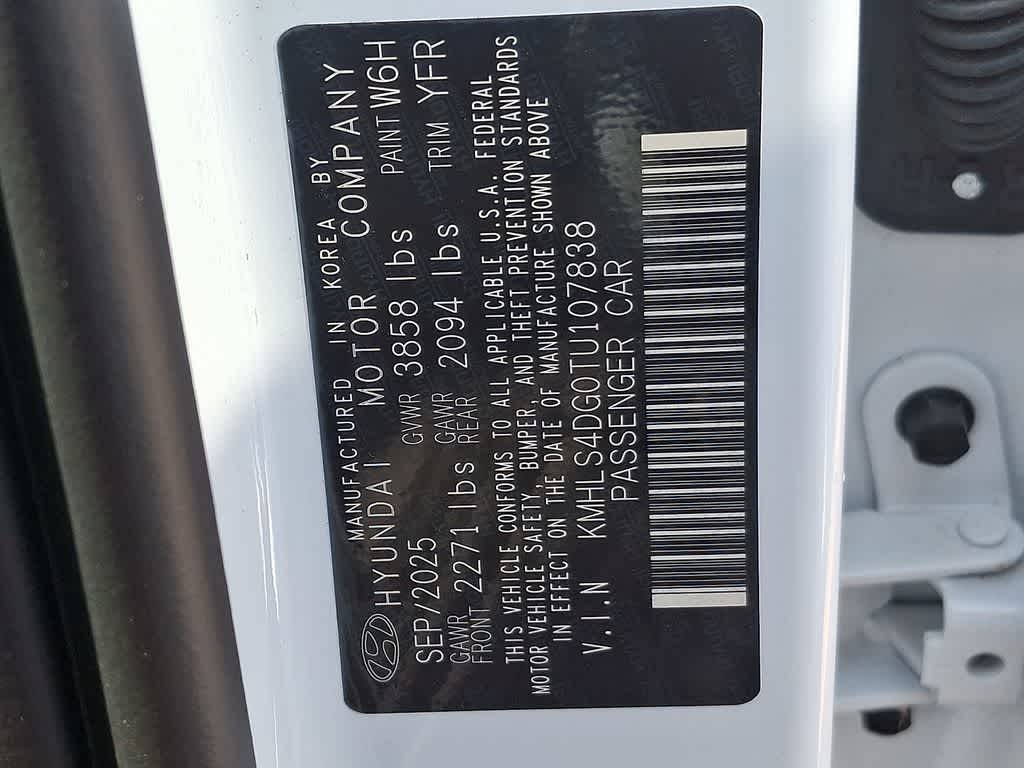 MANUFACTURED IN KOREA BY
HYUNDAI MOTOR COMPANY
SEP/2025 GVWR 3858 lbs PAINT W6H
GAWR FRONT 2271 lbs GAWR REAR 2094 lbs TRIM YFR
THIS VEHICLE CONFORMS TO ALL APPLICABLE U.S.A. FEDERAL
MOTOR VEHICLE SAFETY, BUMPER, AND THEFT PREVENTION STANDARDS
IN EFFECT ON THE DATE OF MANUFACTURE SHOWN ABOVE
V.I.N KMHLS4DG0TU107838
PASSENGER CAR